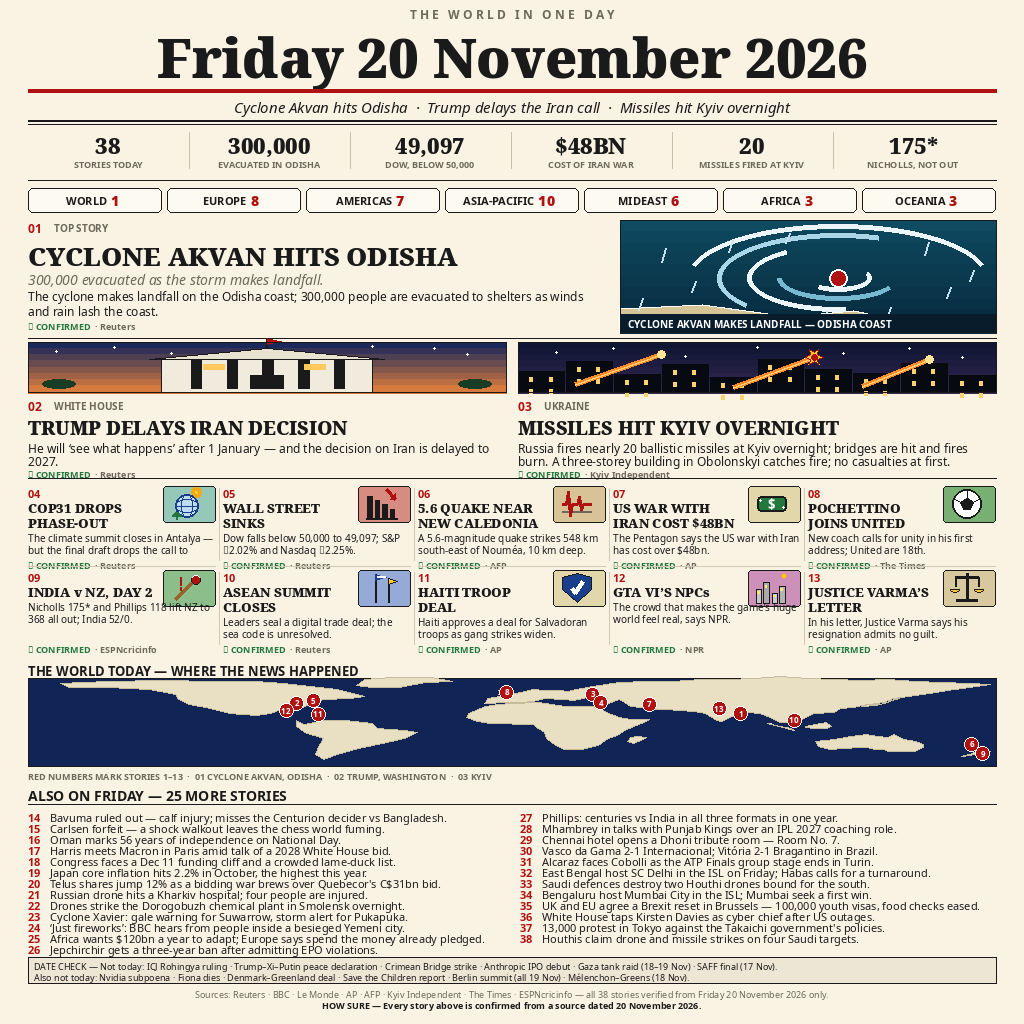 THE WORLD IN ONE DAY
Friday 20 November 2026
Cyclone Akvan hits Odisha · Trump delays the Iran call · Missiles hit Kyiv overnight
38
STORIES TODAY
300,000
EVACUATED IN ODISHA
49,097
DOW, BELOW 50,000
$48BN
COST OF IRAN WAR
20
MISSILES FIRED AT KYIV
175*
NICHOLLS, NOT OUT
WORLD 1
EUROPE 8
AMERICAS 7
ASIA-PACIFIC 10
MIDEAST 6
AFRICA 3
OCEANIA 3
01 TOP STORY
CYCLONE AKVAN HITS ODISHA
300,000 evacuated as the storm makes landfall.
The cyclone makes landfall on the Odisha coast; 300,000 people are evacuated to shelters as winds
and rain lash the coast.
CONFIRMED · Reuters
CYCLONE AKVAN MAKES LANDFALL — ODISHA COAST
02 WHITE HOUSE
TRUMP DELAYS IRAN DECISION
He will ‘see what happens’ after 1 January — and the decision on Iran is delayed to
2027.
CONFIRMED · Reuters
03 UKRAINE
MISSILES HIT KYIV OVERNIGHT
Russia fires nearly 20 ballistic missiles at Kyiv overnight; bridges are hit and fires
burn. A three-storey building in Obolonskyi catches fire; no casualties at first.
CONFIRMED · Kyiv Independent
04
COP31 DROPS
PHASE-OUT
The climate summit closes in Antalya —
but the final draft drops the call to
CONFIRMED · Reuters
05
WALL STREET
SINKS
Dow falls below 50,000 to 49,097; S&P
2.02% and Nasdaq 2.25%.
CONFIRMED · Reuters
06
5.6 QUAKE NEAR
NEW CALEDONIA
A 5.6-magnitude quake strikes 548 km
south-east of Nouméa, 10 km deep.
CONFIRMED · AFP
07
US WAR WITH
IRAN COST $48BN
$
The Pentagon says the US war with Iran
has cost over $48bn.
CONFIRMED · AP
08
POCHETTINO
JOINS UNITED
New coach calls for unity in his first
address; United are 18th.
CONFIRMED · The Times
09
INDIA v NZ, DAY 2
Nicholls 175* and Phillips 118 lift NZ to
368 all out; India 52/0.
CONFIRMED · ESPNcricinfo
10
ASEAN SUMMIT
CLOSES
Leaders seal a digital trade deal; the
sea code is unresolved.
CONFIRMED · Reuters
11
HAITI TROOP
DEAL
Haiti approves a deal for Salvadoran
troops as gang strikes widen.
CONFIRMED · AP
12
GTA VI’S NPCs
The crowd that makes the game’s huge
world feel real, says NPR.
CONFIRMED · NPR
13
JUSTICE VARMA’S
LETTER
In his letter, Justice Varma says his
resignation admits no guilt.
CONFIRMED · AP
THE WORLD TODAY — WHERE THE NEWS HAPPENED
12 2 5 11 8 3 4 7 13 1 10 6 9
RED NUMBERS MARK STORIES 1–13 · 01 CYCLONE AKVAN, ODISHA · 02 TRUMP, WASHINGTON · 03 KYIV
ALSO ON FRIDAY — 25 MORE STORIES
14 Bavuma ruled out — calf injury; misses the Centurion decider vs Bangladesh.
15 Carlsen forfeit — a shock walkout leaves the chess world fuming.
16 Oman marks 56 years of independence on National Day.
17 Harris meets Macron in Paris amid talk of a 2028 White House bid.
18 Congress faces a Dec 11 funding cliff and a crowded lame-duck list.
19 Japan core inflation hits 2.2% in October, the highest this year.
20 Telus shares jump 12% as a bidding war brews over Quebecor's C$31bn bid.
21 Russian drone hits a Kharkiv hospital; four people are injured.
22 Drones strike the Dorogobuzh chemical plant in Smolensk overnight.
23 Cyclone Xavier: gale warning for Suwarrow, storm alert for Pukapuka.
24 ‘Just fireworks’: BBC hears from people inside a besieged Yemeni city.
25 Africa wants $120bn a year to adapt; Europe says spend the money already pledged.
26 Jepchirchir gets a three-year ban after admitting EPO violations.
27 Phillips: centuries vs India in all three formats in one year.
28 Mhambrey in talks with Punjab Kings over an IPL 2027 coaching role.
29 Chennai hotel opens a Dhoni tribute room — Room No. 7.
30 Vasco da Gama 2-1 Internacional; Vitória 2-1 Bragantino in Brazil.
31 Alcaraz faces Cobolli as the ATP Finals group stage ends in Turin.
32 East Bengal host SC Delhi in the ISL on Friday; Habas calls for a turnaround.
33 Saudi defences destroy two Houthi drones bound for the south.
34 Bengaluru host Mumbai City in the ISL; Mumbai seek a first win.
35 UK and EU agree a Brexit reset in Brussels — 100,000 youth visas, food checks eased.
36 White House taps Kirsten Davies as cyber chief after US outages.
37 13,000 protest in Tokyo against the Takaichi government's policies.
38 Houthis claim drone and missile strikes on four Saudi targets.
DATE CHECK — Not today: ICJ Rohingya ruling · Trump–Xi–Putin peace declaration · Crimean Bridge strike · Anthropic IPO debut · Gaza tank raid (18–19 Nov) · SAFF final (17 Nov).
Also not today: Nvidia subpoena · Fiona dies · Denmark–Greenland deal · Save the Children report · Berlin summit (all 19 Nov) · Mélenchon–Greens (18 Nov).
Sources: Reuters · BBC · Le Monde · AP · AFP · Kyiv Independent · The Times · ESPNcricinfo — all 38 stories verified from Friday 20 November 2026 only.
HOW SURE — Every story above is confirmed from a source dated 20 November 2026.